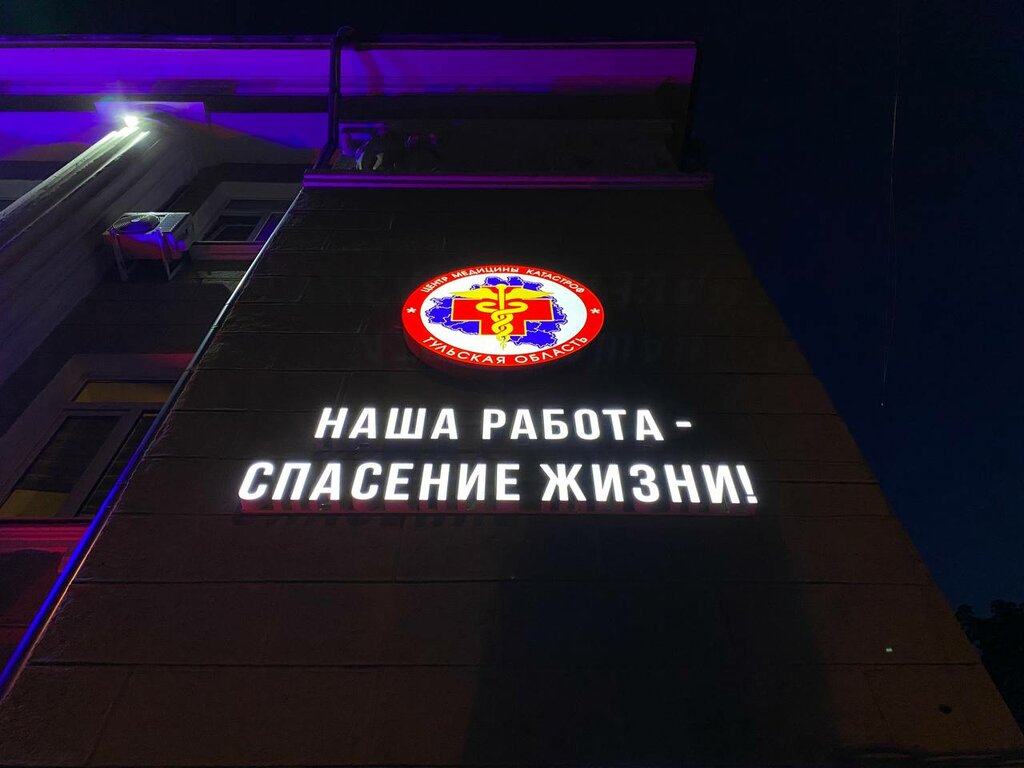 ЦЕНТР МЕДИЦИНЫ КАТАСТРОФ
ТУЛЬСКАЯ ОБЛАСТЬ
НАША РАБОТА -
СПАСЕНИЕ ЖИЗНИ!